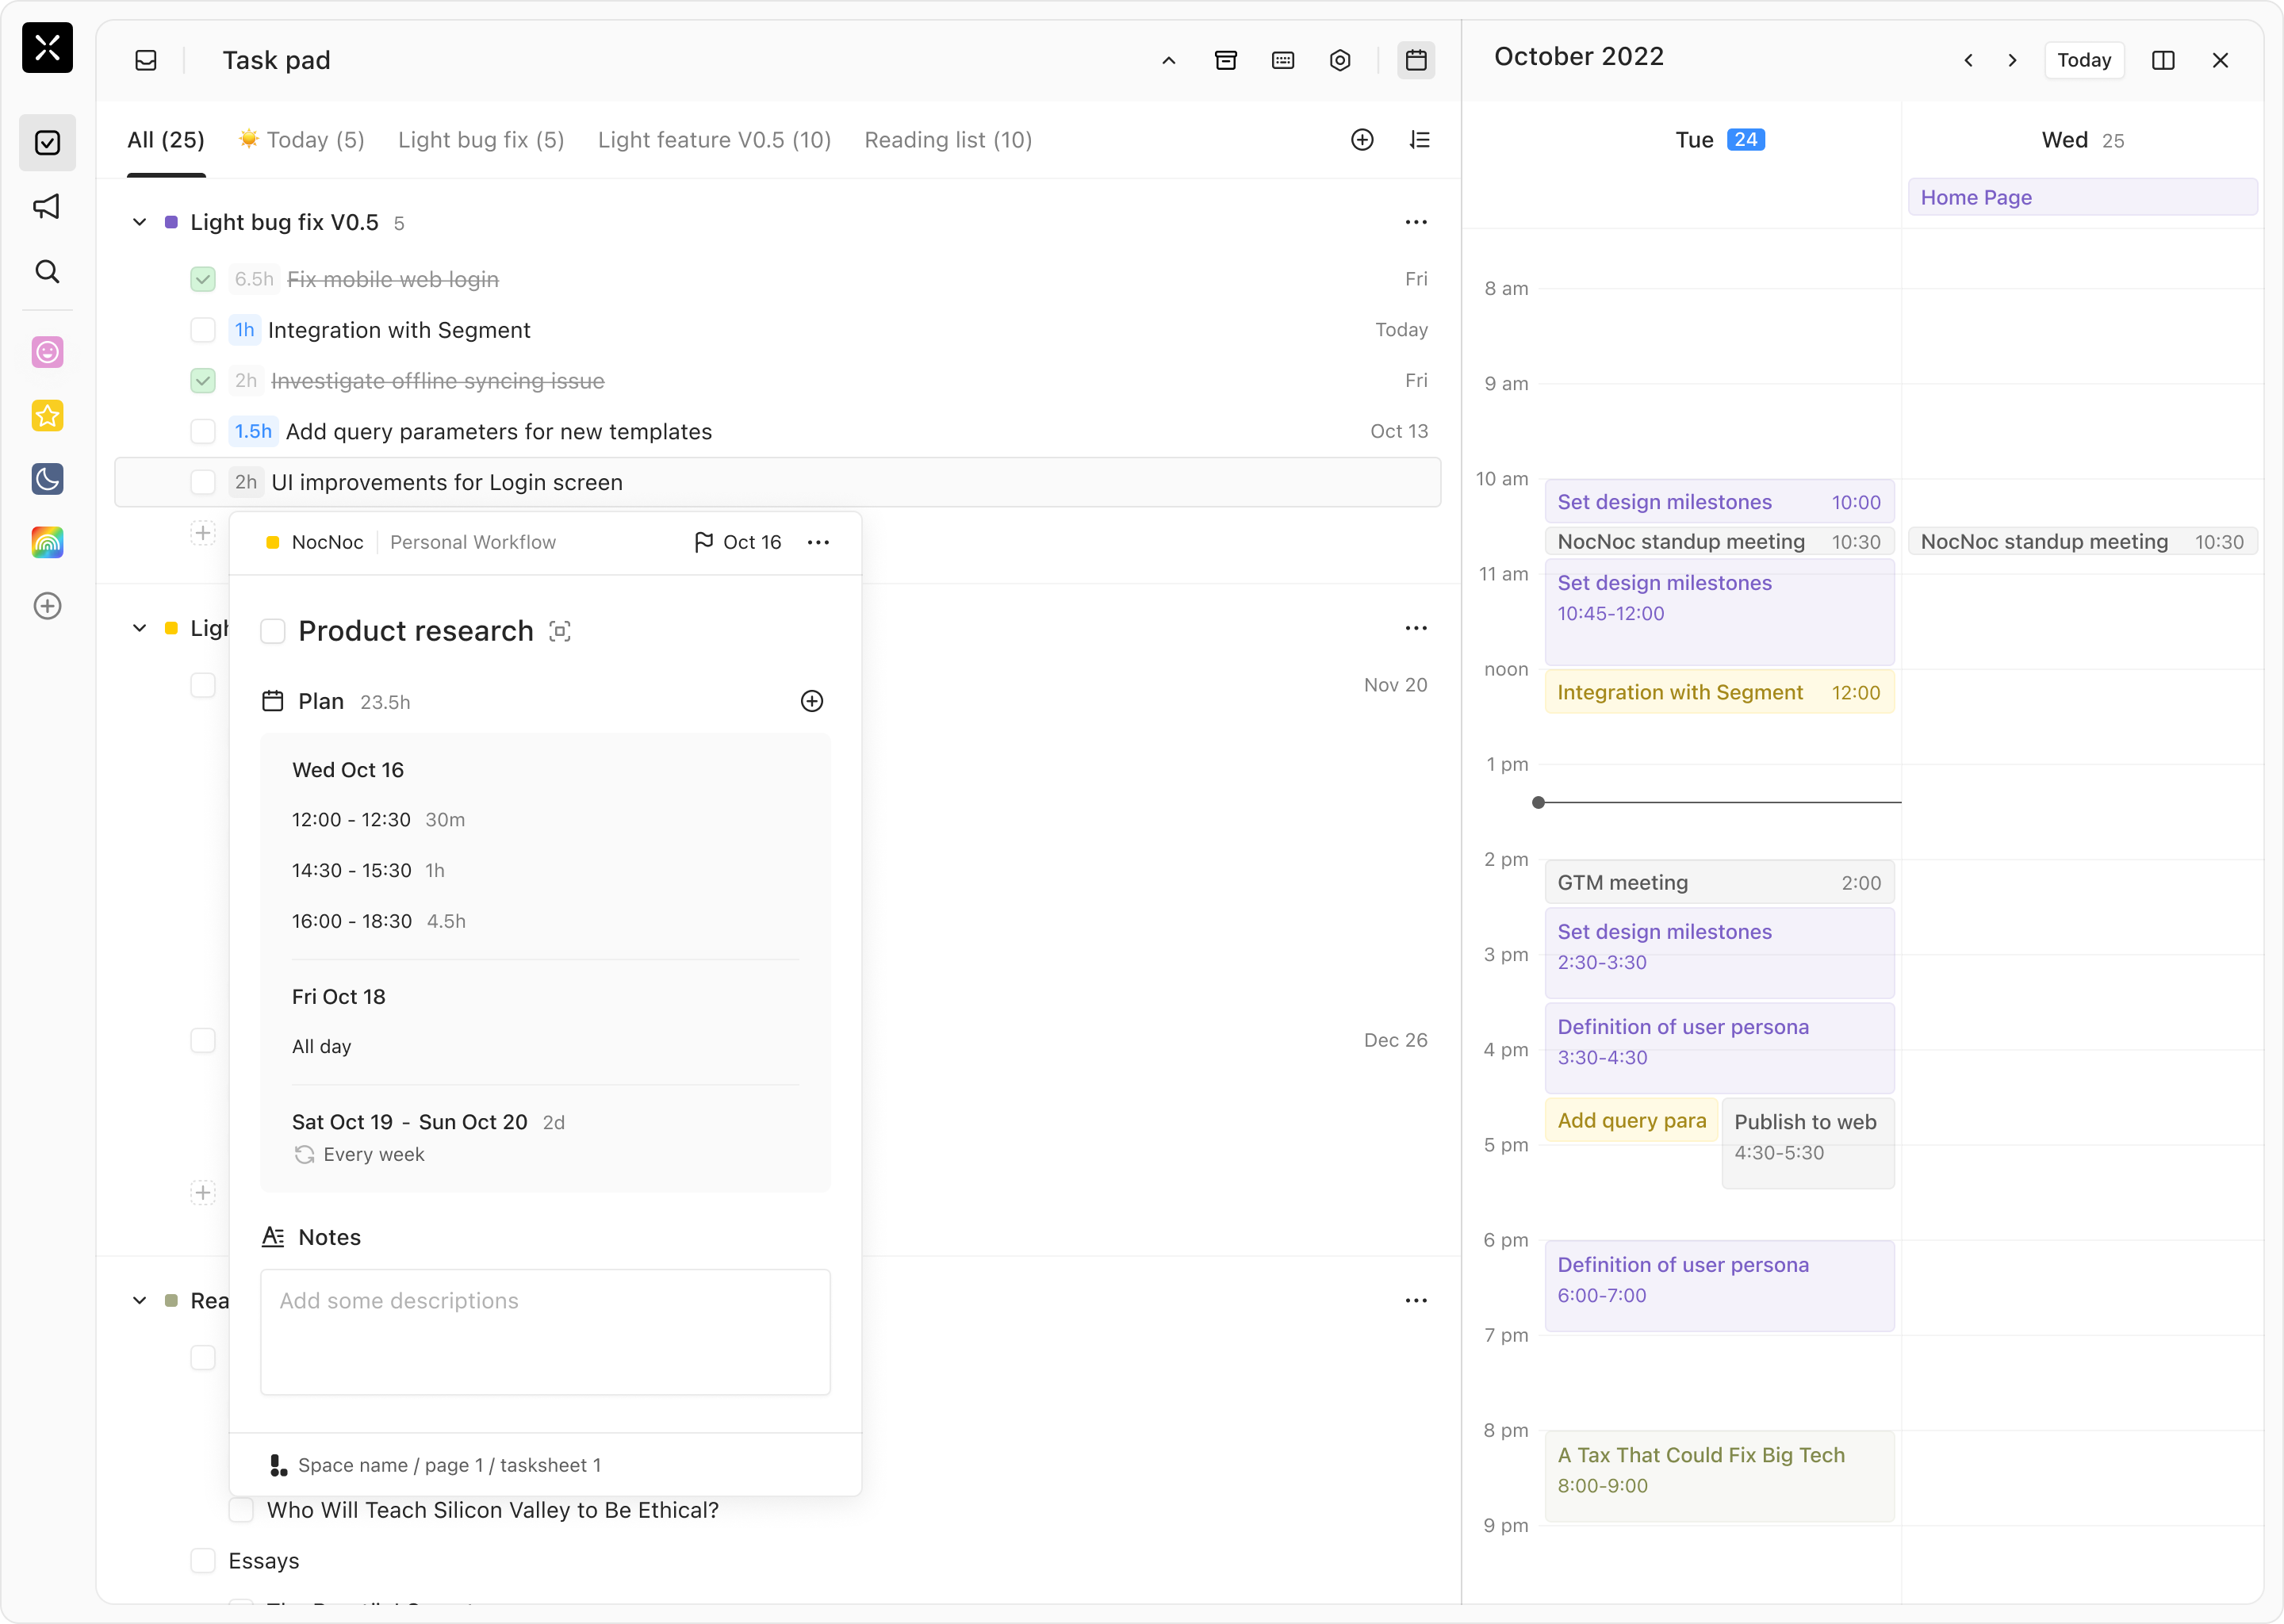 Task pad
All (25)
☀️ Today (5)
Light bug fix (5)
Light feature V0.5 (10)
Reading list (10)
Light bug fix V0.5 5
6.5h Fix mobile web login Fri
1h Integration with Segment Today
2h Investigate offline syncing issue Fri
1.5h Add query parameters for new templates Oct 13
2h UI improvements for Login screen
NocNoc Personal Workflow Oct 16
Product research
Plan 23.5h
Wed Oct 16
12:00 - 12:30 30m
14:30 - 15:30 1h
16:00 - 18:30 4.5h
Fri Oct 18
All day
Sat Oct 19 - Sun Oct 20 2d
Every week
Notes
Add some descriptions
Space name / page 1 / tasksheet 1
Nov 20
Dec 26
Who Will Teach Silicon Valley to Be Ethical?
Essays
October 2022
Today
Tue 24
Wed 25
Home Page
8 am
9 am
10 am
Set design milestones 10:00
NocNoc standup meeting 10:30
NocNoc standup meeting 10:30
11 am
Set design milestones
10:45-12:00
noon
Integration with Segment 12:00
1 pm
2 pm
GTM meeting 2:00
Set design milestones
3 pm
2:30-3:30
Definition of user persona
4 pm
3:30-4:30
Add query para
Publish to web
5 pm
4:30-5:30
6 pm
Definition of user persona
6:00-7:00
7 pm
8 pm
A Tax That Could Fix Big Tech
8:00-9:00
9 pm